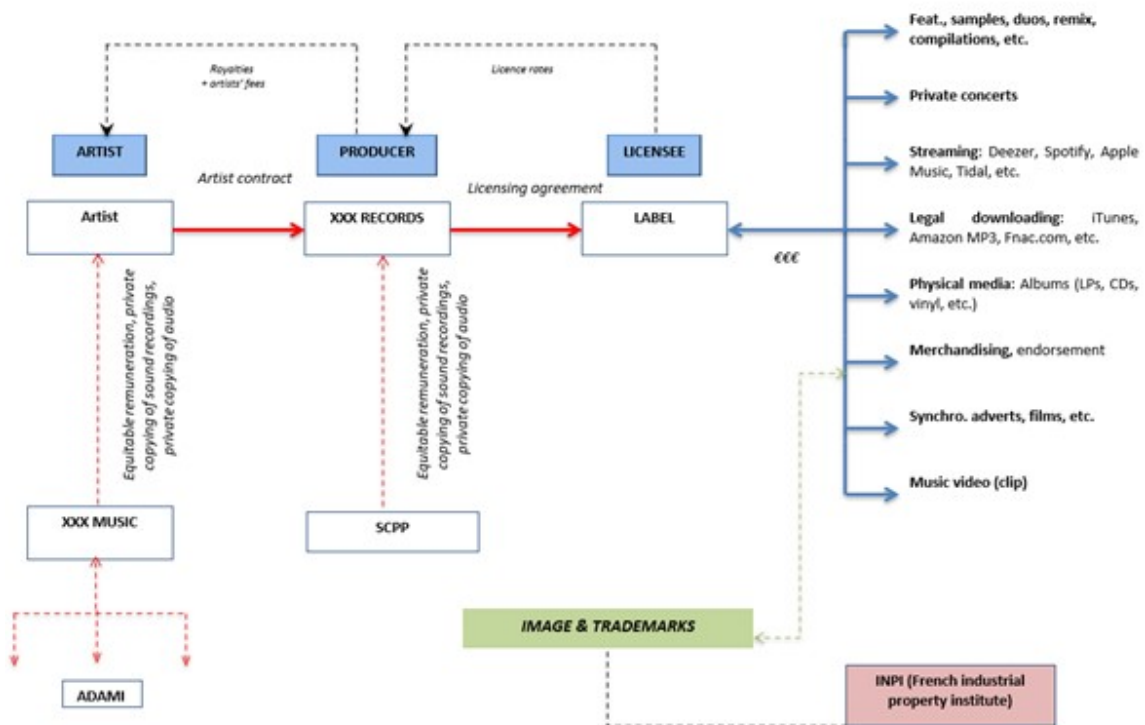 Feat., samples, duos, remix,
compilations, etc.
Royalties
+ artists' fees
Licence rates
Private concerts
ARTIST
PRODUCER
LICENSEE
Streaming: Deezer, Spotify, Apple
Music, Tidal, etc.
Artist contract
Licensing agreement
Artist
XXX RECORDS
LABEL
Legal downloading: iTunes,
Amazon MP3, Fnac.com, etc.
€€€
Physical media: Albums (LPs, CDs,
vinyl, etc.)
Equitable remuneration, private
copying of sound recordings,
private copying of audio
Equitable remuneration, private
copying of sound recordings,
private copying of audio
Merchandising, endorsement
Synchro. adverts, films, etc.
Music video (clip)
XXX MUSIC
SCPP
IMAGE & TRADEMARKS
ADAMI
INPI (French industrial
property institute)